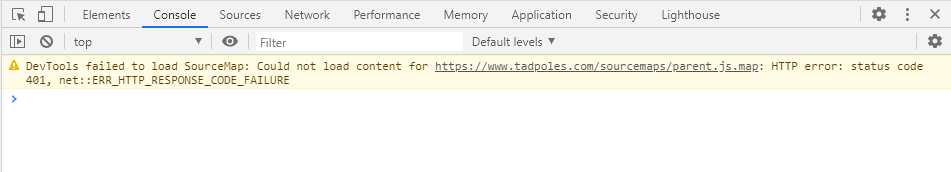 Elements Console Sources Network Performance Memory Application Security Lighthouse
top Filter Default levels
DevTools failed to load SourceMap: Could not load content for https://www.tadpoles.com/sourcemaps/parent.js.map: HTTP error: status code
401, net::ERR_HTTP_RESPONSE_CODE_FAILURE